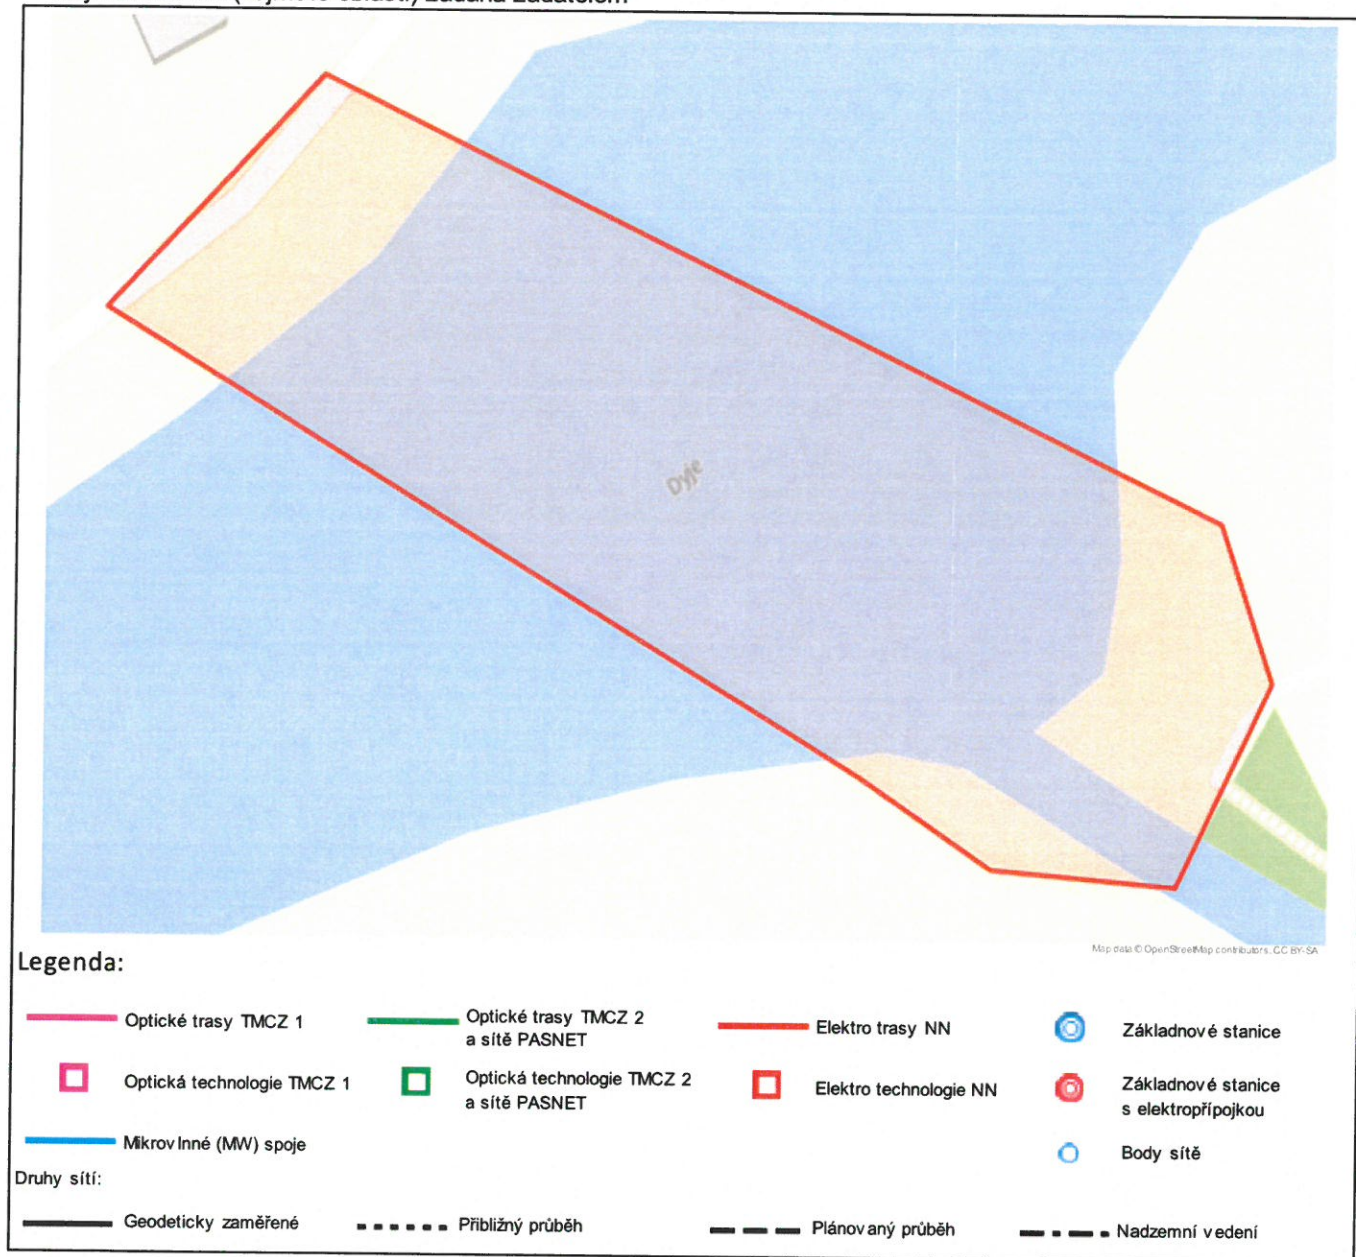 Dyje
Map data © OpenStreetMap contributors, CC BY-SA
Legenda:
Optické trasy TMCZ 1
Optické trasy TMCZ 2
a sítě PASNET
Elektro trasy NN
Základnové stanice
Optická technologie TMCZ 1
Optická technologie TMCZ 2
a sítě PASNET
Elektro technologie NN
Základnové stanice
s elektropřípojkou
Mikrovlnné (MW) spoje
Body sítě
Druhy sítí:
Geodeticky zaměřené
Přibližný průběh
Plánovaný průběh
Nadzemní vedení